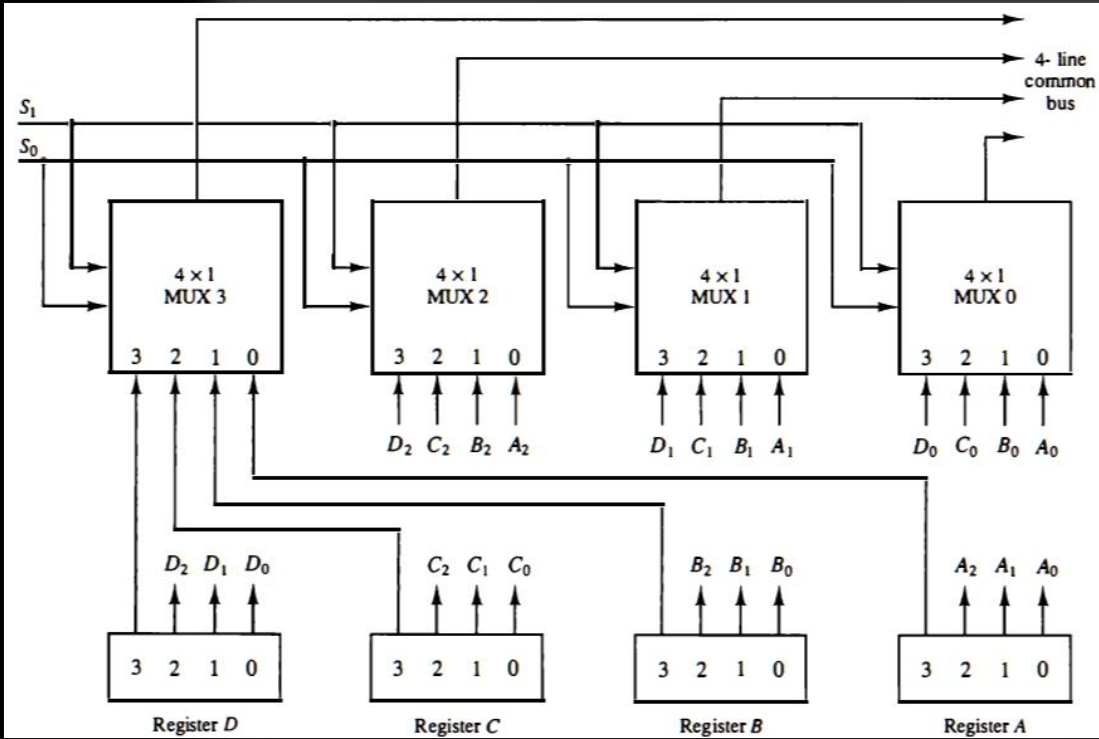 4- line
common
bus
S₁
S₀
4 × 1
MUX 3
3 2 1 0
4 × 1
MUX 2
3 2 1 0
4 × 1
MUX 1
3 2 1 0
4 × 1
MUX 0
3 2 1 0
D₂ C₂ B₂ A₂
D₁ C₁ B₁ A₁
D₀ C₀ B₀ A₀
D₂ D₁ D₀
C₂ C₁ C₀
B₂ B₁ B₀
A₂ A₁ A₀
3 2 1 0
3 2 1 0
3 2 1 0
3 2 1 0
Register D
Register C
Register B
Register A